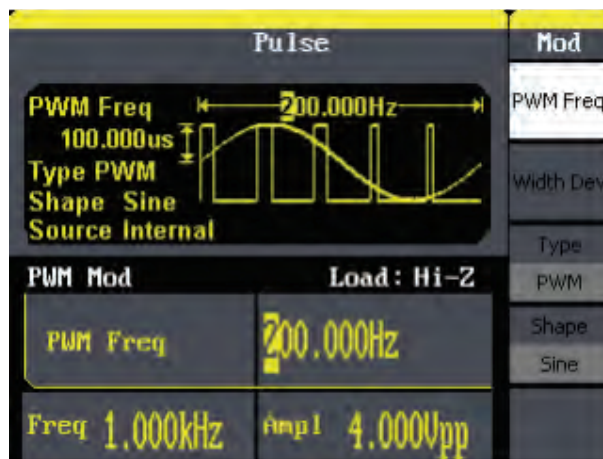 Pulse
Mod
PWM Freq 200.000Hz
100.000us
Type PWM
Shape Sine
Source Internal
PWM Mod Load: Hi-Z
PWM Freq 200.000Hz
Freq 1.000kHz Ampl 4.000Vpp
PWM Freq
Width Dev
Type
PWM
Shape
Sine